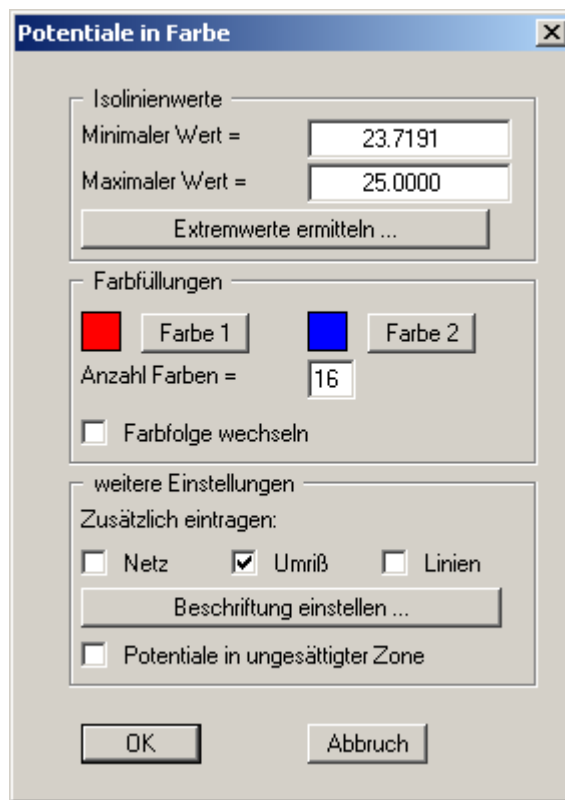 Potentiale in Farbe
Isolinienwerte
Minimaler Wert = 23.7191
Maximaler Wert = 25.0000
Extremwerte ermitteln ...
Farbfüllungen
Farbe 1 Farbe 2
Anzahl Farben = 16
Farbfolge wechseln
weitere Einstellungen
Zusätzlich eintragen:
Netz Umriß Linien
Beschriftung einstellen ...
Potentiale in ungesättigter Zone
OK Abbruch